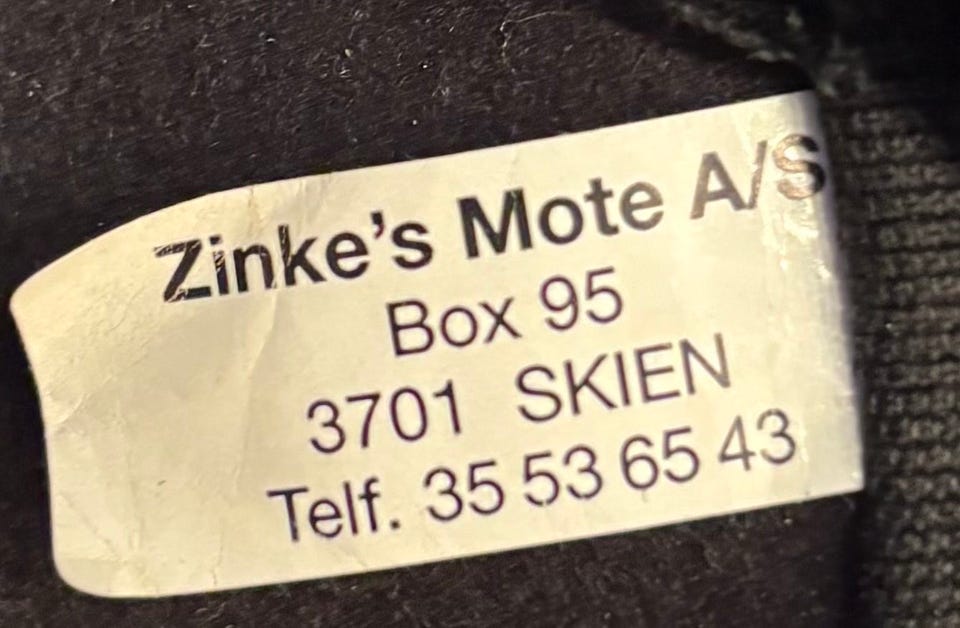 Zinke's Mote A/S
Box 95
3701 SKIEN
Telf. 35 53 65 43